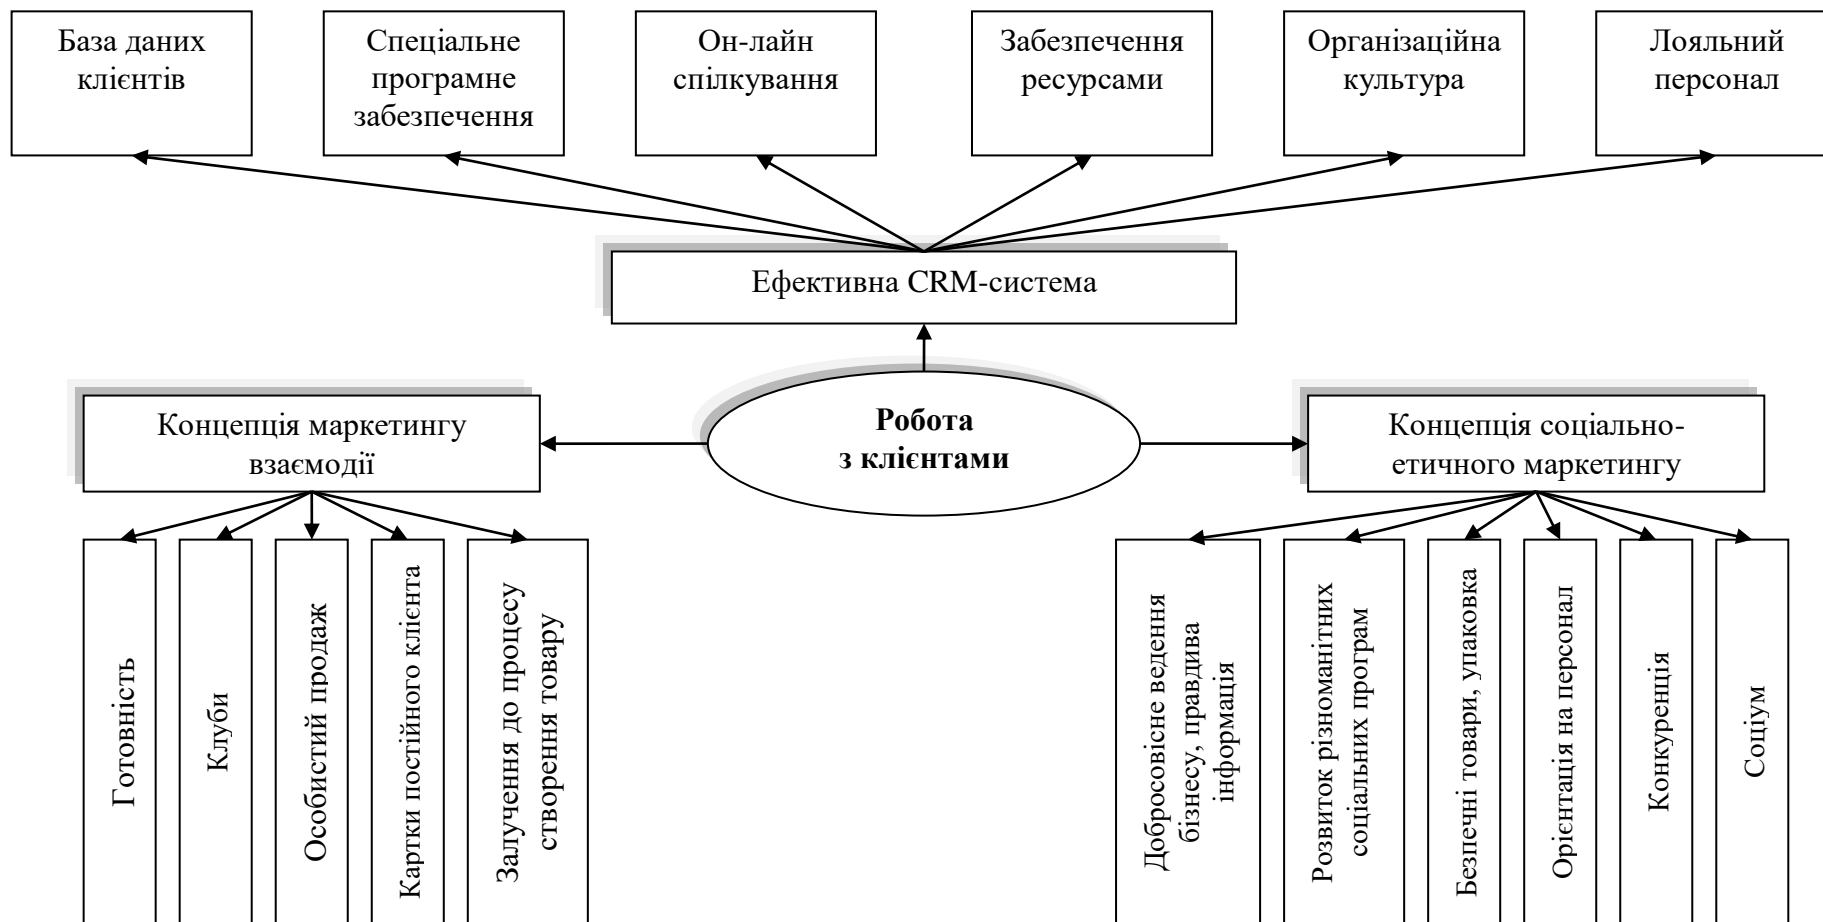 База даних
клієнтів
Спеціальне
програмне
забезпечення
Он-лайн
спілкування
Забезпечення
ресурсами
Організаційна
культура
Лояльний
персонал
Ефективна CRM-система
Концепція маркетингу
взаємодії
Робота
з клієнтами
Концепція соціально-
етичного маркетингу
Готовність
Клуби
Особистий продаж
Картки постійного клієнта
Залучення до процесу
створення товару
Добросовісне ведення
бізнесу, правдива
інформація
Розвиток різноманітних
соціальних програм
Безпечні товари, упаковка
Орієнтація на персонал
Конкуренція
Соціум